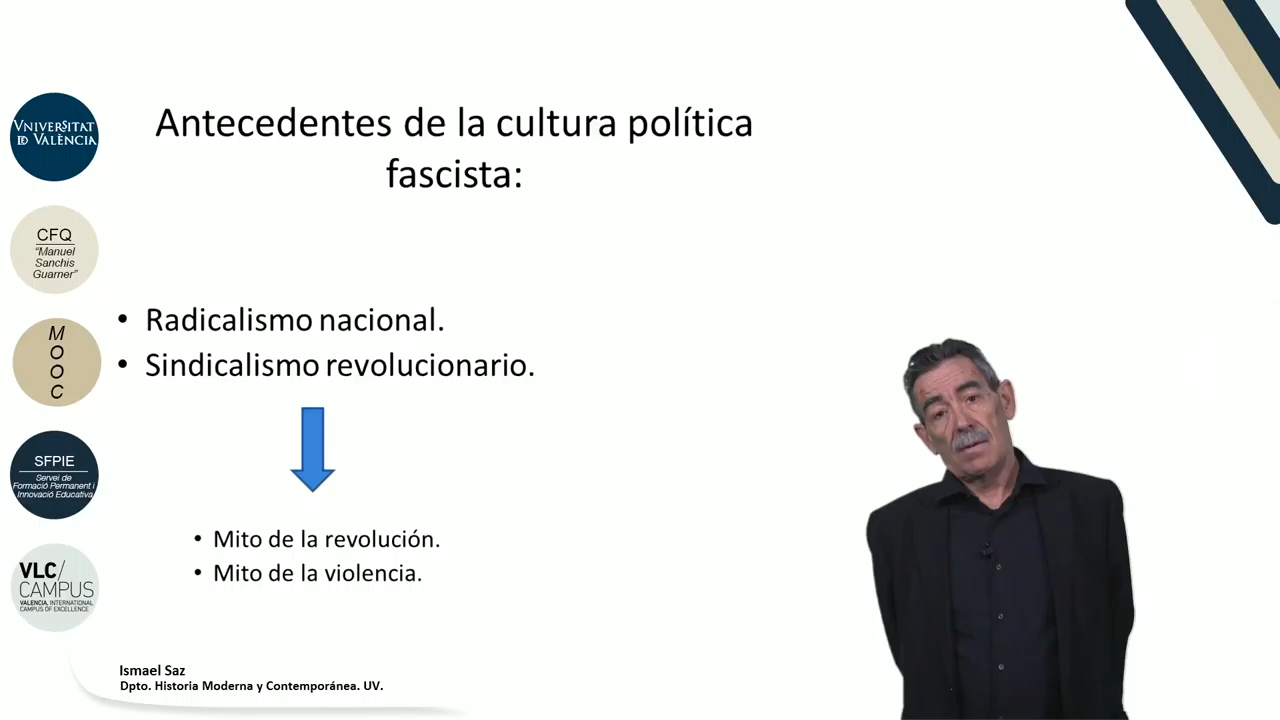 Antecedentes de la cultura política
fascista:
VNIVERSITAT
ID VALÈNCIA
CFQ
"Manuel
Sanchis
Guarner"
M
O
O
C
SFPIE
Servei de
Formació Permanent i
Innovació Educativa
VLC/
CAMPUS
VALENCIA, INTERNATIONAL
CAMPUS OF EXCELLENCE
• Radicalismo nacional.
• Sindicalismo revolucionario.
• Mito de la revolución.
• Mito de la violencia.
Ismael Saz
Dpto. Historia Moderna y Contemporánea. UV.